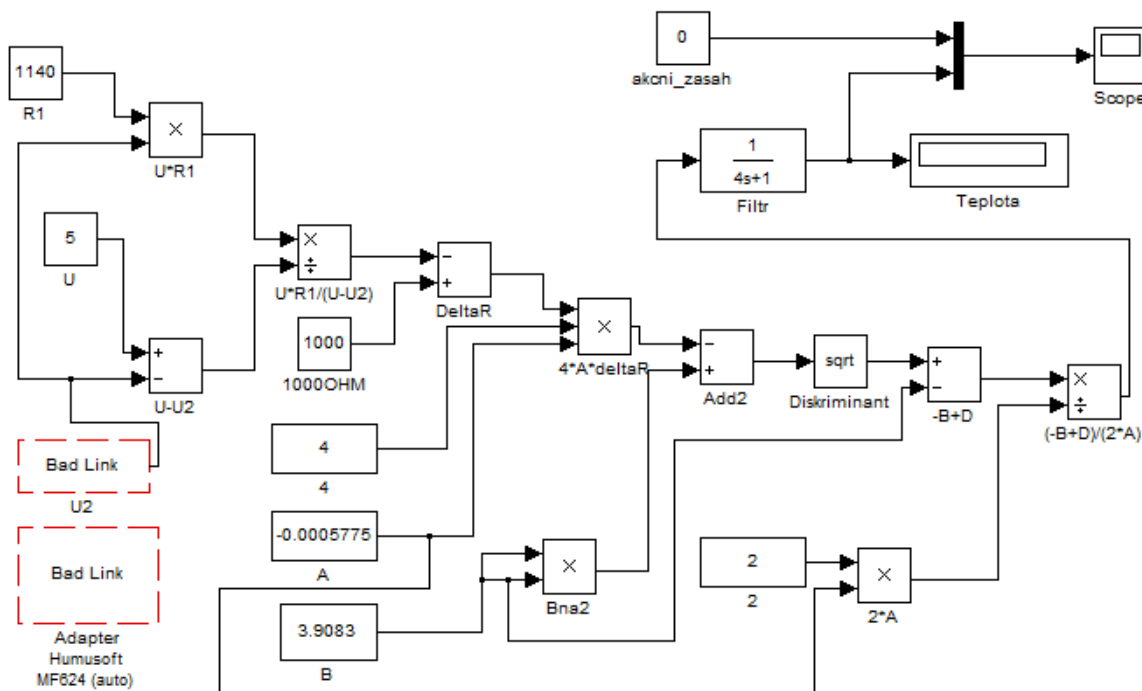 0
akcni_zasah
Scope
1140
R1
×
U*R1
1
4s+1
Filtr
Teplota
5
U
×
÷
U*R1/(U-U2)
−
+
DeltaR
1000
1000OHM
×
4*A*deltaR
+
−
U-U2
−
+
Add2
sqrt
Diskriminant
+
−
-B+D
×
÷
(-B+D)/(2*A)
Bad Link
U2
4
4
-0.0005775
A
Bad Link
Adapter
Humusoft
MF624 (auto)
3.9083
B
×
Bna2
2
2
×
2*A